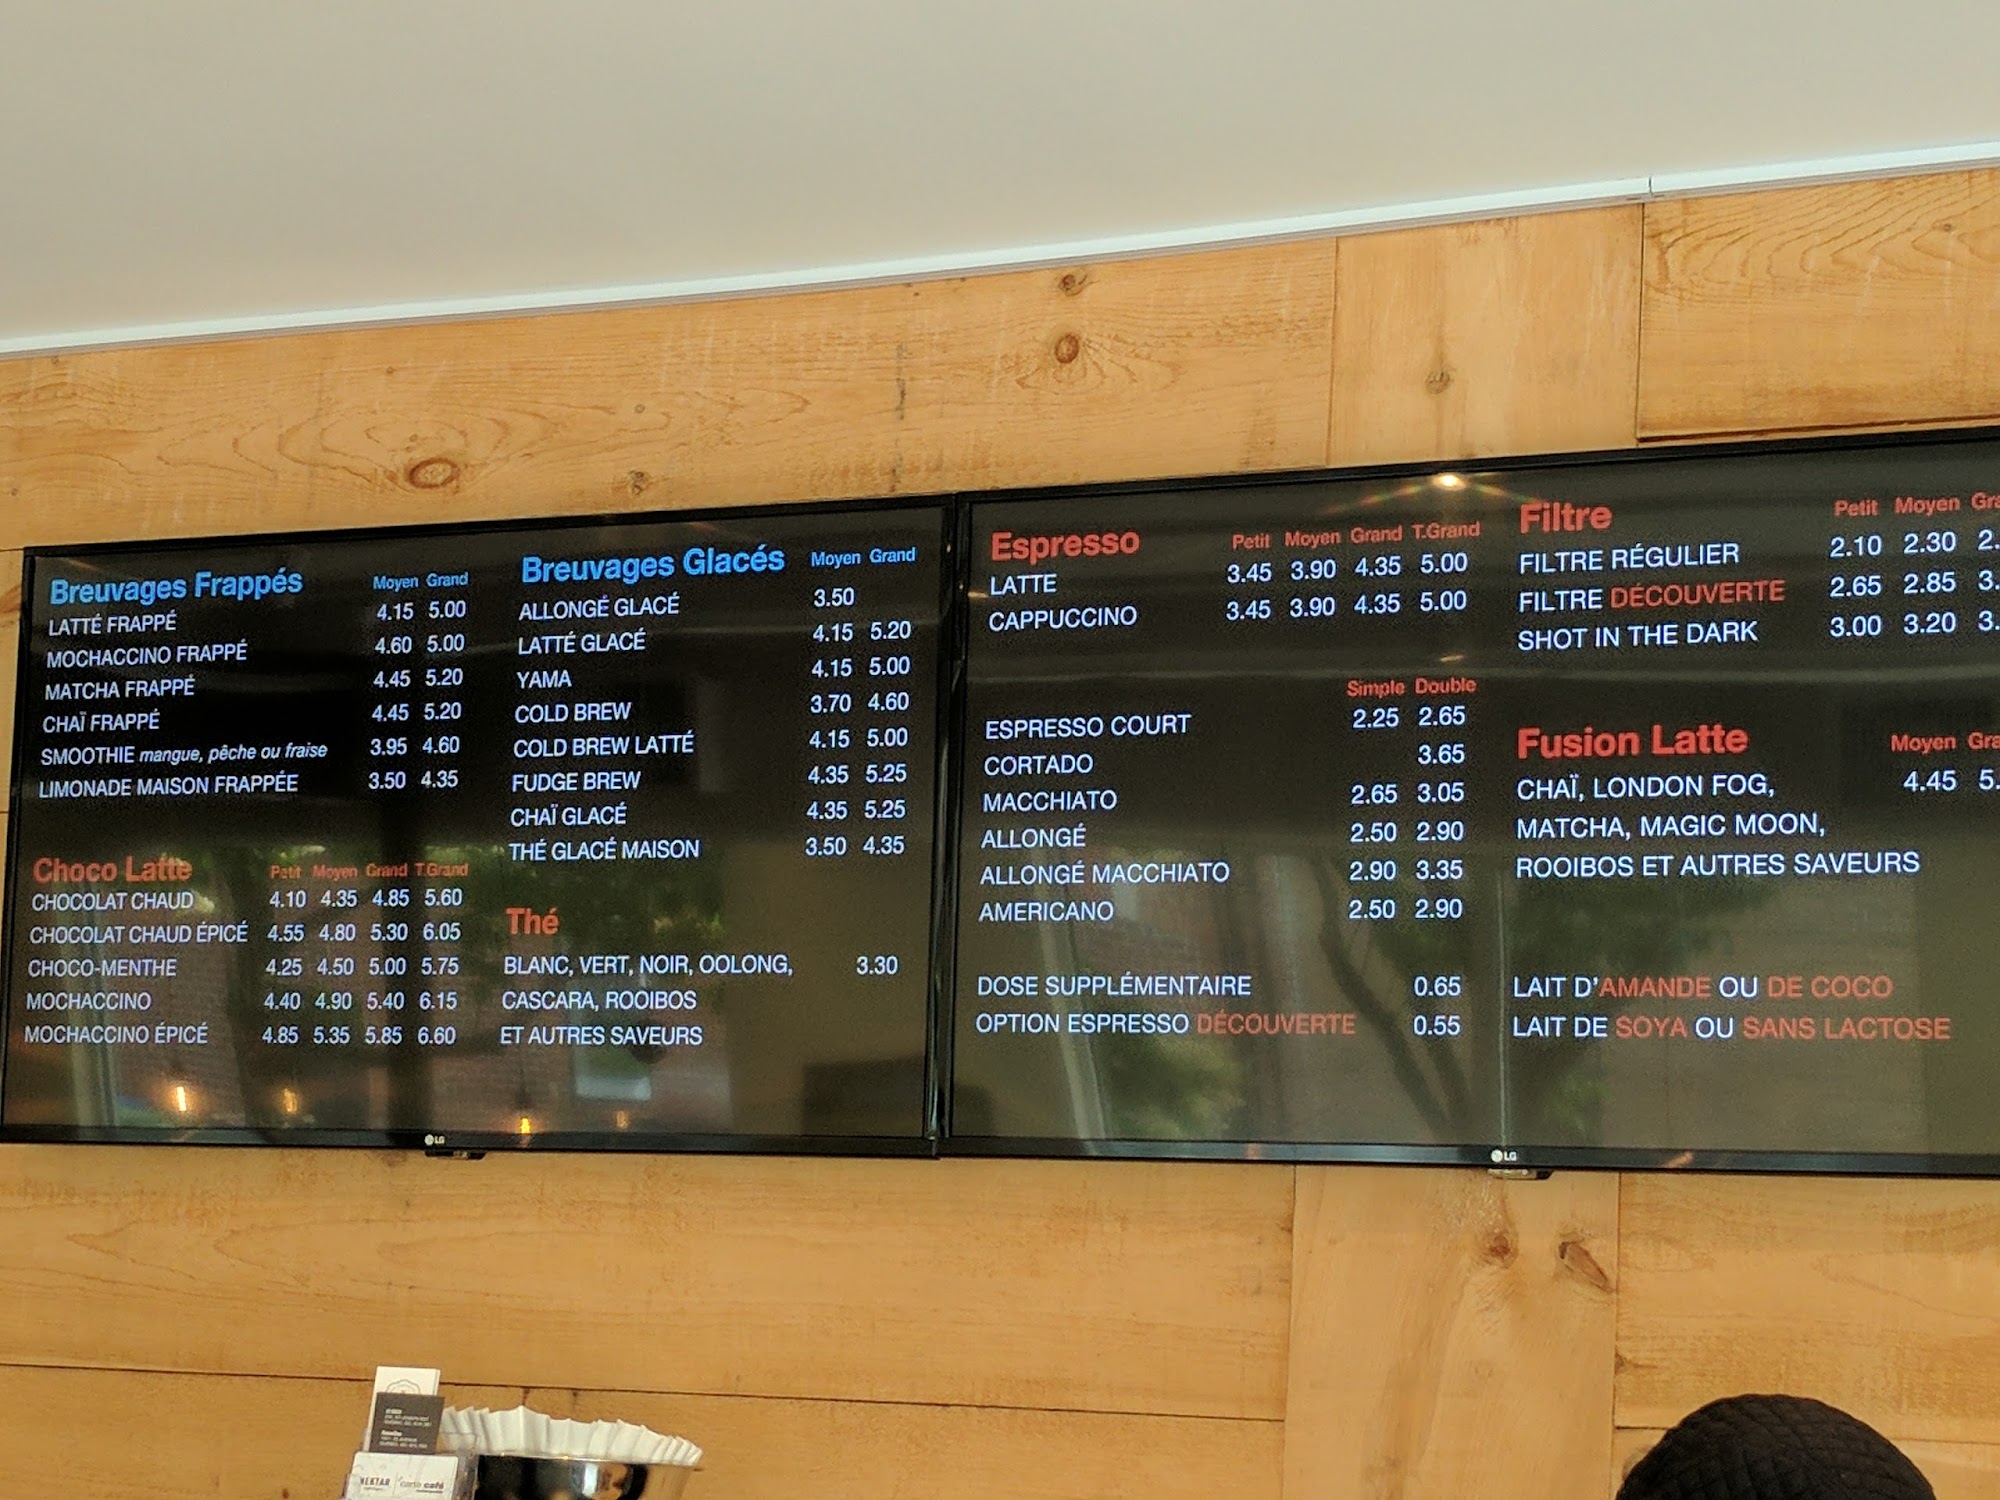 Breuvages Frappés Moyen Grand
LATTÉ FRAPPÉ 4.15 5.00
MOCHACCINO FRAPPÉ 4.60 5.00
MATCHA FRAPPÉ 4.45 5.20
CHAÏ FRAPPÉ 4.45 5.20
SMOOTHIE mangue, pêche ou fraise 3.95 4.60
LIMONADE MAISON FRAPPÉE 3.50 4.35
Choco Latte Petit Moyen Grand T.Grand
CHOCOLAT CHAUD 4.10 4.35 4.85 5.60
CHOCOLAT CHAUD ÉPICÉ 4.55 4.80 5.30 6.05
CHOCO-MENTHE 4.25 4.50 5.00 5.75
MOCHACCINO 4.40 4.90 5.40 6.15
MOCHACCINO ÉPICÉ 4.85 5.35 5.85 6.60
Breuvages Glacés Moyen Grand
ALLONGÉ GLACÉ 3.50
LATTÉ GLACÉ 4.15 5.20
YAMA 4.15 5.00
COLD BREW 3.70 4.60
COLD BREW LATTÉ 4.15 5.00
FUDGE BREW 4.35 5.25
CHAÏ GLACÉ 4.35 5.25
THÉ GLACÉ MAISON 3.50 4.35
Thé
BLANC, VERT, NOIR, OOLONG, 3.30
CASCARA, ROOIBOS
ET AUTRES SAVEURS
LG
Espresso Petit Moyen Grand T.Grand
LATTE 3.45 3.90 4.35 5.00
CAPPUCCINO 3.45 3.90 4.35 5.00
Simple Double
ESPRESSO COURT 2.25 2.65
CORTADO 3.65
MACCHIATO 2.65 3.05
ALLONGÉ 2.50 2.90
ALLONGÉ MACCHIATO 2.90 3.35
AMERICANO 2.50 2.90
DOSE SUPPLÉMENTAIRE 0.65
OPTION ESPRESSO DÉCOUVERTE 0.55
Filtre Petit Moyen Gra
FILTRE RÉGULIER 2.10 2.30 2.
FILTRE DÉCOUVERTE 2.65 2.85 3.
SHOT IN THE DARK 3.00 3.20 3.
Fusion Latte Moyen Gra
CHAÏ, LONDON FOG, 4.45 5.
MATCHA, MAGIC MOON,
ROOIBOS ET AUTRES SAVEURS
LAIT D'AMANDE OU DE COCO
LAIT DE SOYA OU SANS LACTOSE
LG
NEKTAR carte café